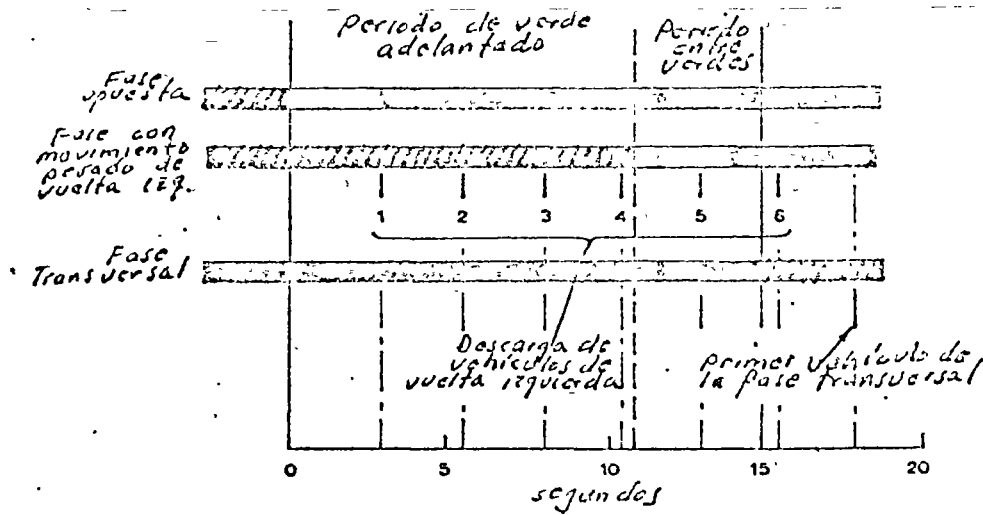 Periodo de verde
adelantado
Periodo
entre
verdes
Fase
opuesta
Fase con
movimiento
pesado de
vuelta izq.
1 2 3 4 5 6
Fase
Transversal
Descarga de
vehículos de
vuelta izquierda
primer vehículo de
la fase transversal
0 5 10 15 20
segundos